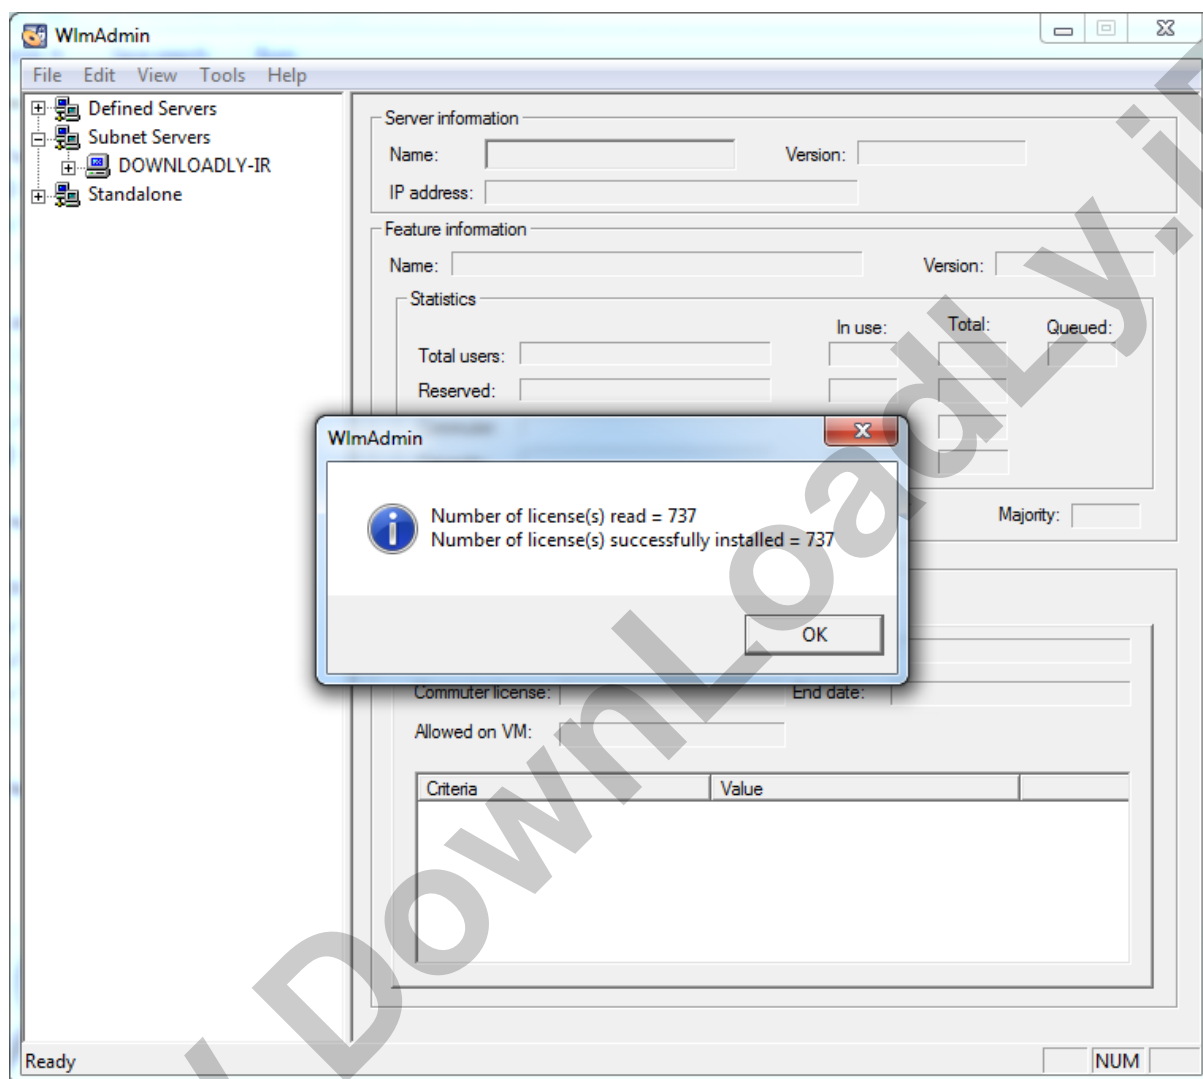 WlmAdmin
File Edit View Tools Help
Defined Servers
Subnet Servers
DOWNLOADLY-IR
Standalone
Server information
Name:
Version:
IP address:
Feature information
Name:
Version:
Statistics
In use: Total: Queued:
Total users:
Reserved:
WlmAdmin
Number of license(s) read = 737
Number of license(s) successfully installed = 737
OK
Majority:
Commuter license:
End date:
Allowed on VM:
Criteria Value
Ready
NUM
DownLoadLy.iR